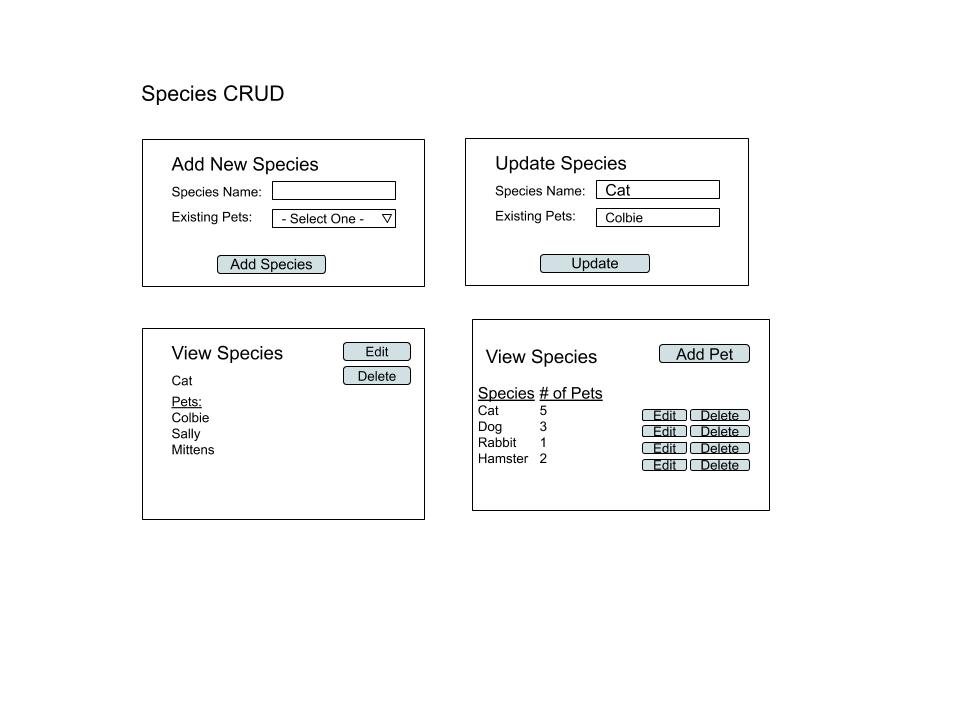 Species CRUD
Add New Species
Species Name:
Existing Pets: - Select One -
Add Species
Update Species
Species Name: Cat
Existing Pets: Colbie
Update
View Species Edit
Delete
Cat
Pets:
Colbie
Sally
Mittens
View Species Add Pet
Species # of Pets
Cat 5 Edit Delete
Dog 3 Edit Delete
Rabbit 1 Edit Delete
Hamster 2 Edit Delete